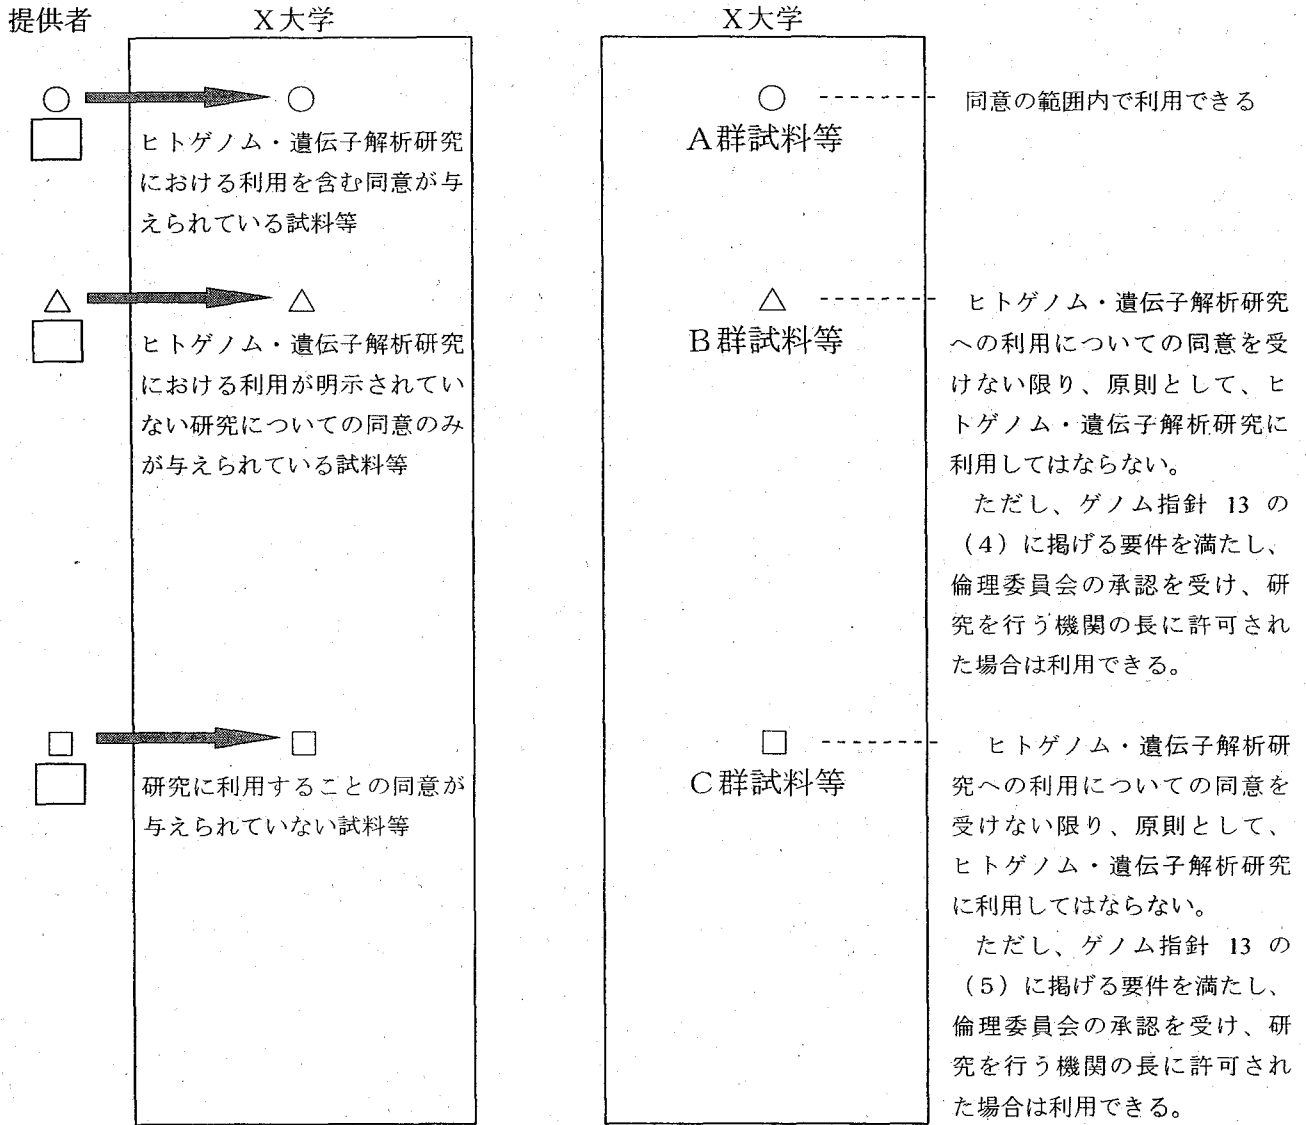 提供者
X大学
ヒトゲノム・遺伝子解析研究
における利用を含む同意が与
えられている試料等
ヒトゲノム・遺伝子解析研究
における利用が明示されてい
ない研究についての同意のみ
が与えられている試料等
研究に利用することの同意が
与えられていない試料等
X大学
A群試料等
B群試料等
C群試料等
同意の範囲内で利用できる
ヒトゲノム・遺伝子解析研究
への利用についての同意を受
けない限り、原則として、ヒ
トゲノム・遺伝子解析研究に
利用してはならない。
ただし、ゲノム指針 13 の
(4)に掲げる要件を満たし、
倫理委員会の承認を受け、研
究を行う機関の長に許可され
た場合は利用できる。
ヒトゲノム・遺伝子解析研
究への利用についての同意を
受けない限り、原則として、
ヒトゲノム・遺伝子解析研究
に利用してはならない。
ただし、ゲノム指針 13 の
(5)に掲げる要件を満たし、
倫理委員会の承認を受け、研
究を行う機関の長に許可され
た場合は利用できる。